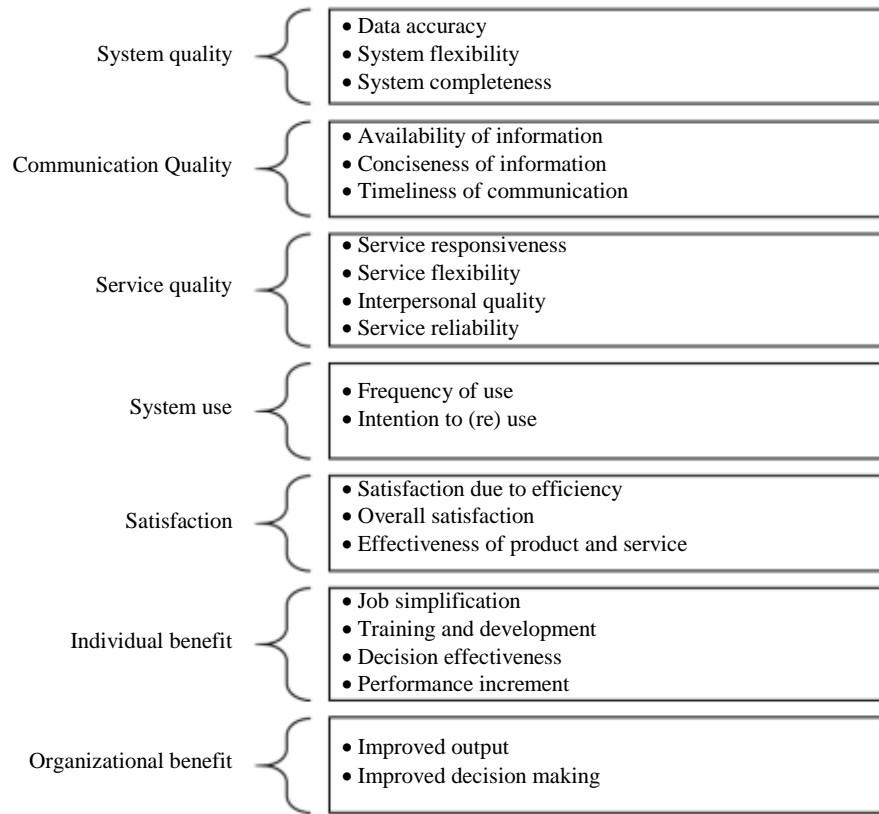 System quality
• Data accuracy
• System flexibility
• System completeness
Communication Quality
• Availability of information
• Conciseness of information
• Timeliness of communication
Service quality
• Service responsiveness
• Service flexibility
• Interpersonal quality
• Service reliability
System use
• Frequency of use
• Intention to (re) use
Satisfaction
• Satisfaction due to efficiency
• Overall satisfaction
• Effectiveness of product and service
Individual benefit
• Job simplification
• Training and development
• Decision effectiveness
• Performance increment
Organizational benefit
• Improved output
• Improved decision making